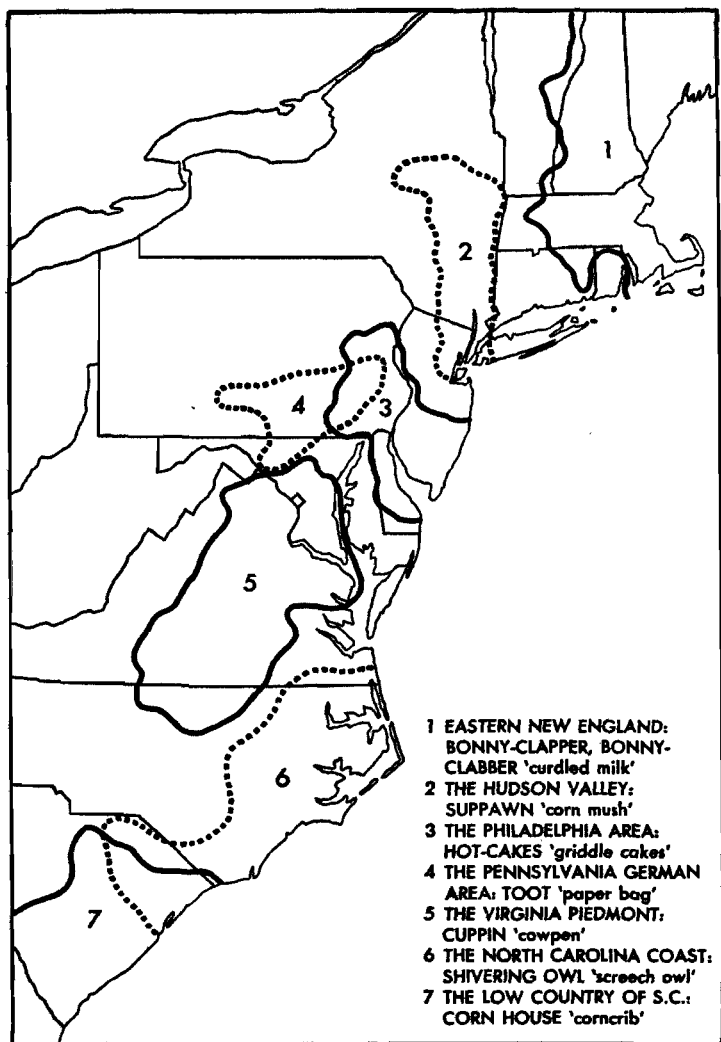 1
2
3
4
5
6
7
1 EASTERN NEW ENGLAND:
BONNY-CLAPPER, BONNY-
CLABBER 'curdled milk'
2 THE HUDSON VALLEY:
SUPPAWN 'corn mush'
3 THE PHILADELPHIA AREA:
HOT-CAKES 'griddle cakes'
4 THE PENNSYLVANIA GERMAN
AREA: TOOT 'paper bag'
5 THE VIRGINIA PIEDMONT:
CUPPIN 'cowpen'
6 THE NORTH CAROLINA COAST:
SHIVERING OWL 'screech owl'
7 THE LOW COUNTRY OF S.C.:
CORN HOUSE 'corncrib'